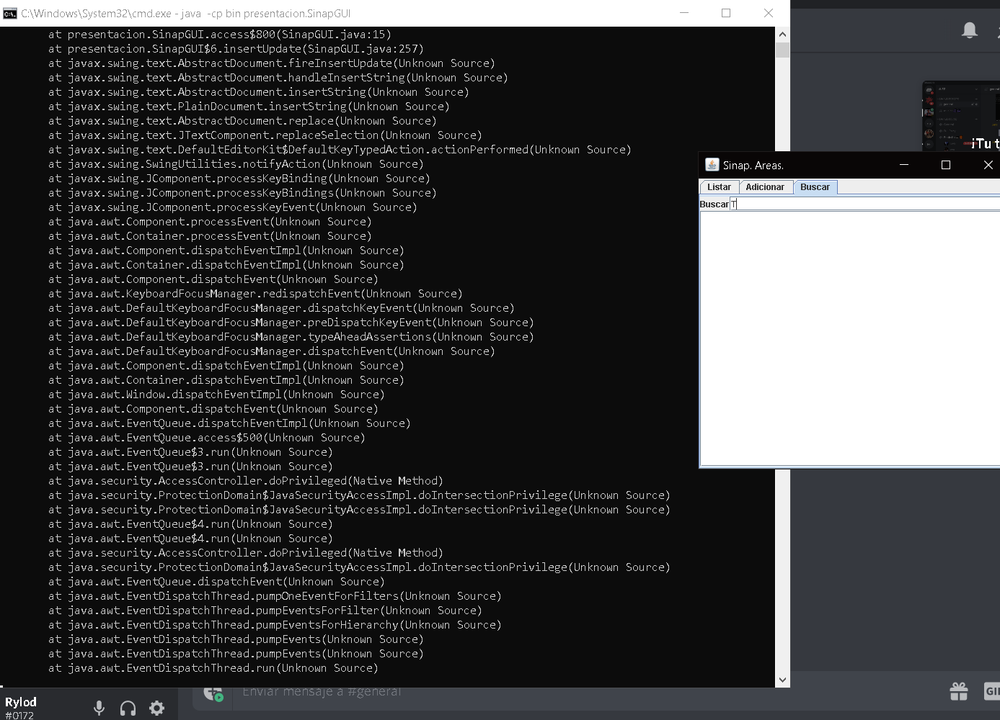 C:\Windows\System32\cmd.exe - java  -cp bin presentacion.SinapGUI
at presentacion.SinapGUI.access$800(SinapGUI.java:15)
at presentacion.SinapGUI$6.insertUpdate(SinapGUI.java:257)
at javax.swing.text.AbstractDocument.fireInsertUpdate(Unknown Source)
at javax.swing.text.AbstractDocument.handleInsertString(Unknown Source)
at javax.swing.text.AbstractDocument.insertString(Unknown Source)
at javax.swing.text.PlainDocument.insertString(Unknown Source)
at javax.swing.text.AbstractDocument.replace(Unknown Source)
at javax.swing.text.JTextComponent.replaceSelection(Unknown Source)
at javax.swing.text.DefaultEditorKit$DefaultKeyTypedAction.actionPerformed(Unknown Source)
at javax.swing.SwingUtilities.notifyAction(Unknown Source)
at javax.swing.JComponent.processKeyBinding(Unknown Source)
at javax.swing.JComponent.processKeyBindings(Unknown Source)
at javax.swing.JComponent.processKeyEvent(Unknown Source)
at java.awt.Component.processEvent(Unknown Source)
at java.awt.Container.processEvent(Unknown Source)
at java.awt.Component.dispatchEventImpl(Unknown Source)
at java.awt.Container.dispatchEventImpl(Unknown Source)
at java.awt.Component.dispatchEvent(Unknown Source)
at java.awt.KeyboardFocusManager.redispatchEvent(Unknown Source)
at java.awt.DefaultKeyboardFocusManager.dispatchKeyEvent(Unknown Source)
at java.awt.DefaultKeyboardFocusManager.preDispatchKeyEvent(Unknown Source)
at java.awt.DefaultKeyboardFocusManager.typeAheadAssertions(Unknown Source)
at java.awt.DefaultKeyboardFocusManager.dispatchEvent(Unknown Source)
at java.awt.Component.dispatchEventImpl(Unknown Source)
at java.awt.Container.dispatchEventImpl(Unknown Source)
at java.awt.Window.dispatchEventImpl(Unknown Source)
at java.awt.Component.dispatchEvent(Unknown Source)
at java.awt.EventQueue.dispatchEventImpl(Unknown Source)
at java.awt.EventQueue.access$500(Unknown Source)
at java.awt.EventQueue$3.run(Unknown Source)
at java.awt.EventQueue$3.run(Unknown Source)
at java.security.AccessController.doPrivileged(Native Method)
at java.security.ProtectionDomain$JavaSecurityAccessImpl.doIntersectionPrivilege(Unknown Source)
at java.security.ProtectionDomain$JavaSecurityAccessImpl.doIntersectionPrivilege(Unknown Source)
at java.awt.EventQueue$4.run(Unknown Source)
at java.awt.EventQueue$4.run(Unknown Source)
at java.security.AccessController.doPrivileged(Native Method)
at java.security.ProtectionDomain$JavaSecurityAccessImpl.doIntersectionPrivilege(Unknown Source)
at java.awt.EventQueue.dispatchEvent(Unknown Source)
at java.awt.EventDispatchThread.pumpOneEventForFilters(Unknown Source)
at java.awt.EventDispatchThread.pumpEventsForFilter(Unknown Source)
at java.awt.EventDispatchThread.pumpEventsForHierarchy(Unknown Source)
at java.awt.EventDispatchThread.pumpEvents(Unknown Source)
at java.awt.EventDispatchThread.pumpEvents(Unknown Source)
at java.awt.EventDispatchThread.run(Unknown Source)
iTut
Sinap. Areas.
Listar Adicionar Buscar
Buscar T
Enviar mensaje a #general
GI
Rylod
#0172